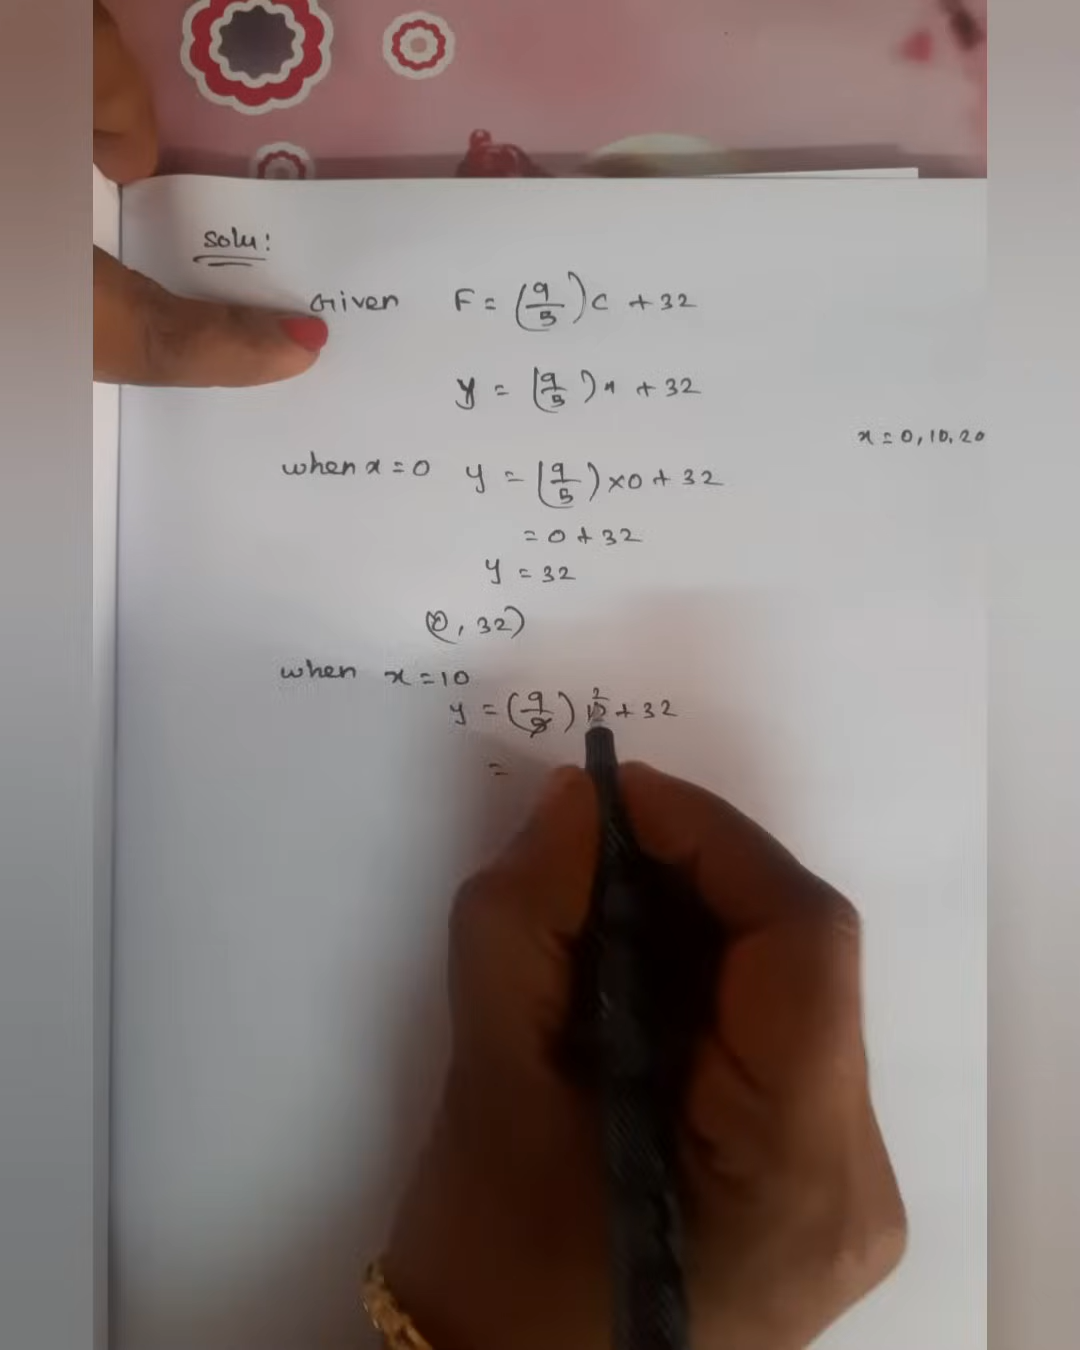 Solu:
Given F = (9/5) C + 32
y = (9/5) x + 32
x = 0, 10, 20
when x = 0 y = (9/5) × 0 + 32
= 0 + 32
y = 32
(0, 32)
when x = 10
2
y = (9/5) 10 + 32
=